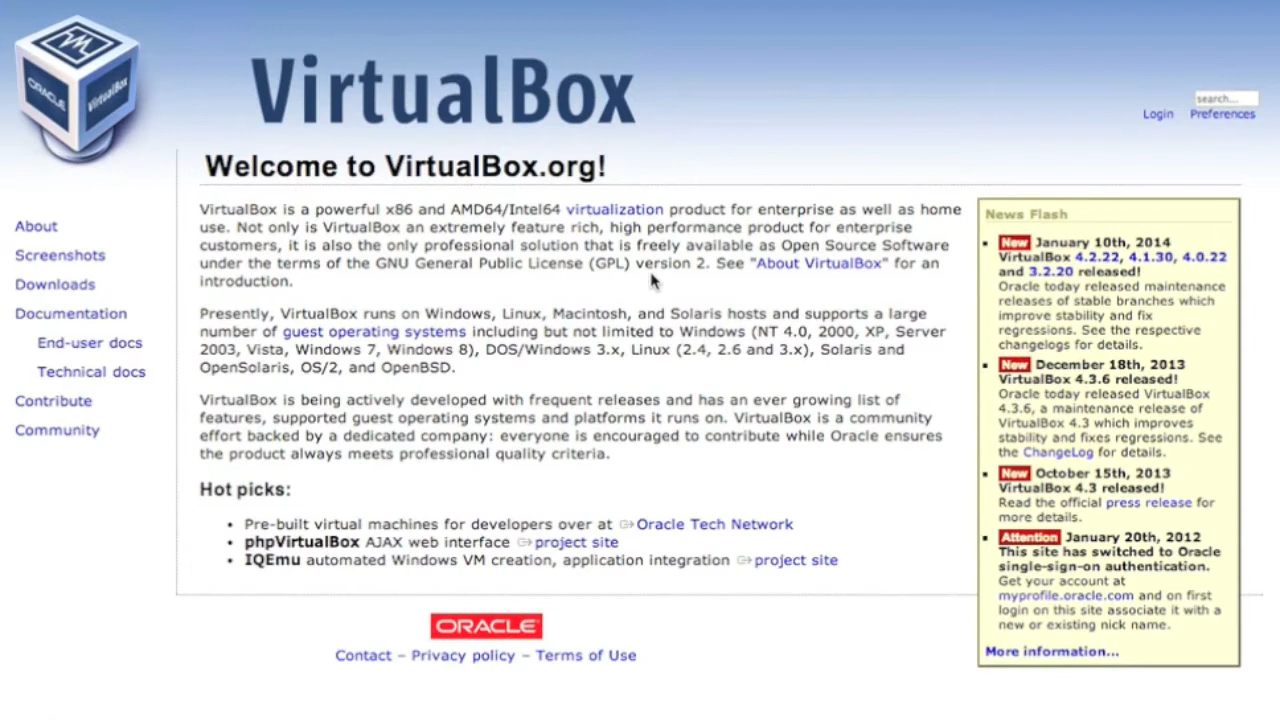 ORACLE
VirtualBox
VirtualBox
search...
Login
Preferences
Welcome to VirtualBox.org!
About
Screenshots
Downloads
Documentation
End-user docs
Technical docs
Contribute
Community
VirtualBox is a powerful x86 and AMD64/Intel64 virtualization product for enterprise as well as home
use. Not only is VirtualBox an extremely feature rich, high performance product for enterprise
customers, it is also the only professional solution that is freely available as Open Source Software
under the terms of the GNU General Public License (GPL) version 2. See "About VirtualBox" for an
introduction.
Presently, VirtualBox runs on Windows, Linux, Macintosh, and Solaris hosts and supports a large
number of guest operating systems including but not limited to Windows (NT 4.0, 2000, XP, Server
2003, Vista, Windows 7, Windows 8), DOS/Windows 3.x, Linux (2.4, 2.6 and 3.x), Solaris and
OpenSolaris, OS/2, and OpenBSD.
VirtualBox is being actively developed with frequent releases and has an ever growing list of
features, supported guest operating systems and platforms it runs on. VirtualBox is a community
effort backed by a dedicated company: everyone is encouraged to contribute while Oracle ensures
the product always meets professional quality criteria.
Hot picks:
• Pre-built virtual machines for developers over at Oracle Tech Network
• phpVirtualBox AJAX web interface project site
• IQEmu automated Windows VM creation, application integration project site
News Flash
New January 10th, 2014
VirtualBox 4.2.22, 4.1.30, 4.0.22
and 3.2.20 released!
Oracle today released maintenance
releases of stable branches which
improve stability and fix
regressions. See the respective
changelogs for details.
New December 18th, 2013
VirtualBox 4.3.6 released!
Oracle today released VirtualBox
4.3.6, a maintenance release of
VirtualBox 4.3 which improves
stability and fixes regressions. See
the ChangeLog for details.
New October 15th, 2013
VirtualBox 4.3 released!
Read the official press release for
more details.
Attention January 20th, 2012
This site has switched to Oracle
single-sign-on authentication.
Get your account at
myprofile.oracle.com and on first
login on this site associate it with a
new or existing nick name.
More information...
ORACLE
Contact – Privacy policy – Terms of Use